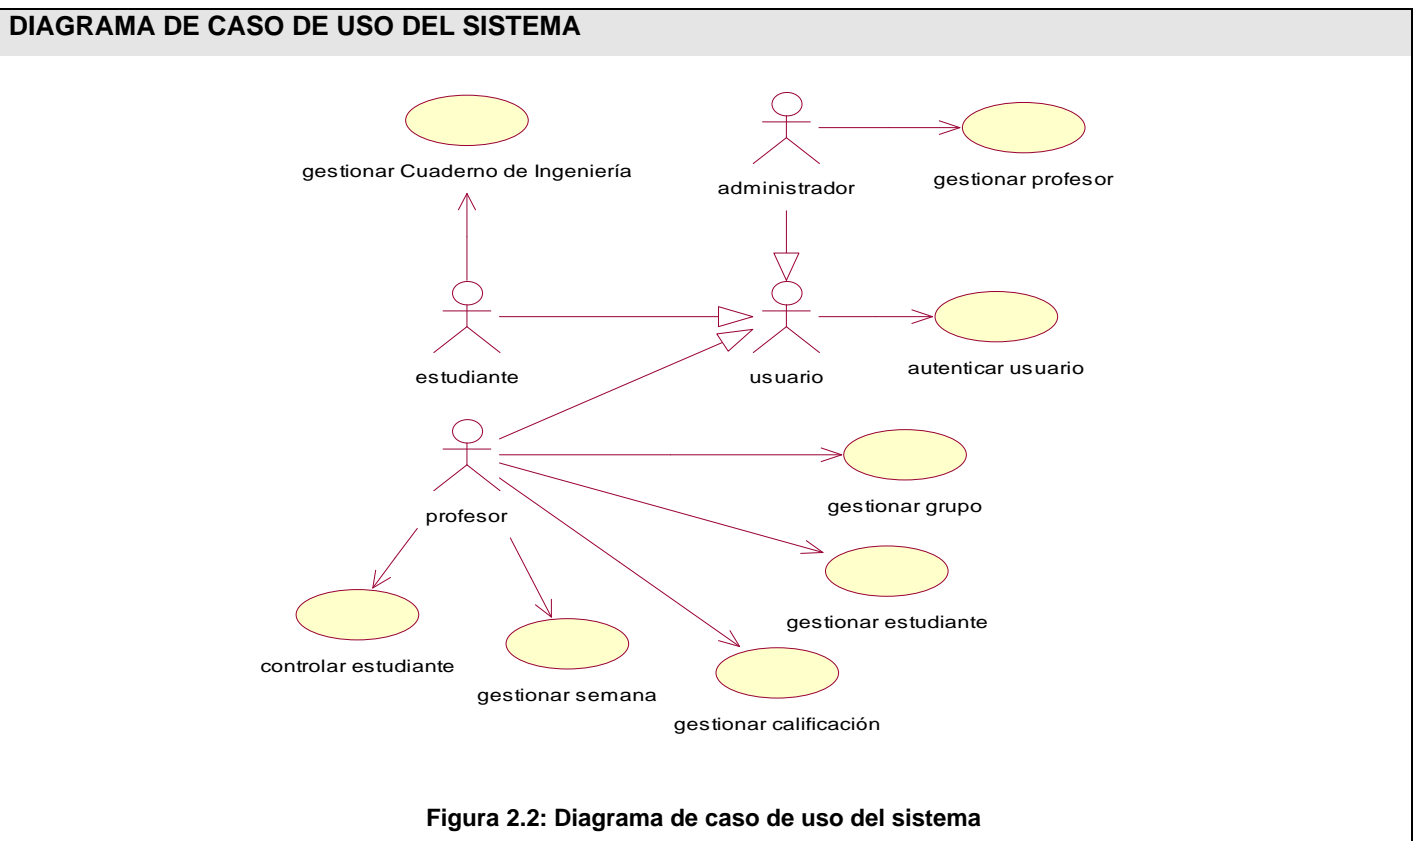 DIAGRAMA DE CASO DE USO DEL SISTEMA
gestionar Cuaderno de Ingeniería
administrador
gestionar profesor
estudiante
usuario
autenticar usuario
profesor
gestionar grupo
gestionar estudiante
controlar estudiante
gestionar semana
gestionar calificación
Figura 2.2: Diagrama de caso de uso del sistema